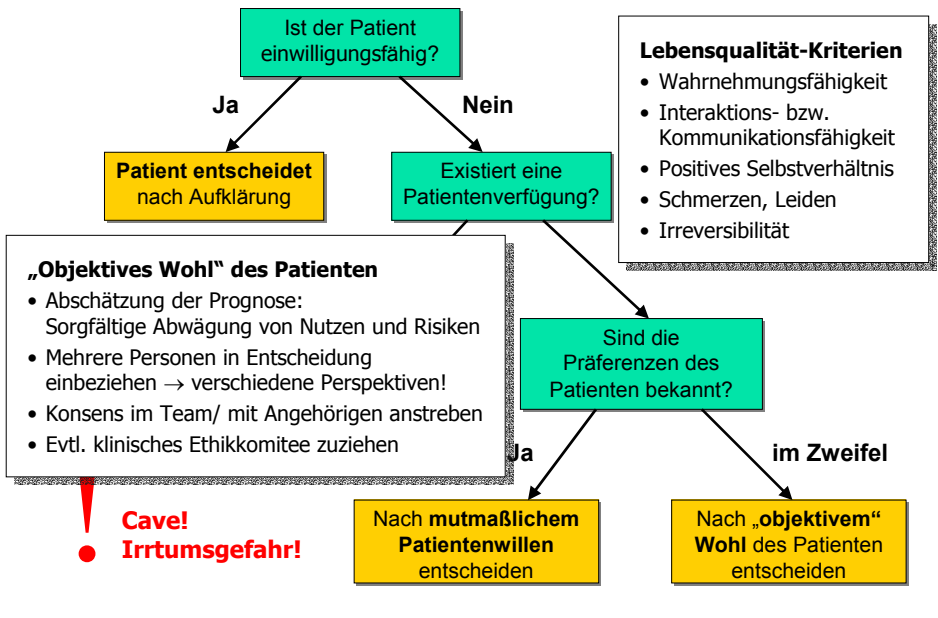 Ist der Patient
einwilligungsfähig?
Lebensqualität-Kriterien
• Wahrnehmungsfähigkeit
• Interaktions- bzw.
Kommunikationsfähigkeit
• Positives Selbstverhältnis
• Schmerzen, Leiden
• Irreversibilität
Ja
Nein
Patient entscheidet
nach Aufklärung
Existiert eine
Patientenverfügung?
„Objektives Wohl“ des Patienten
• Abschätzung der Prognose:
Sorgfältige Abwägung von Nutzen und Risiken
• Mehrere Personen in Entscheidung
einbeziehen → verschiedene Perspektiven!
• Konsens im Team/ mit Angehörigen anstreben
• Evtl. klinisches Ethikkomitee zuziehen
Sind die
Präferenzen des
Patienten bekannt?
Ja
im Zweifel
Cave!
Irrtumsgefahr!
Nach mutmaßlichem
Patientenwillen
entscheiden
Nach „objektivem“
Wohl des Patienten
entscheiden